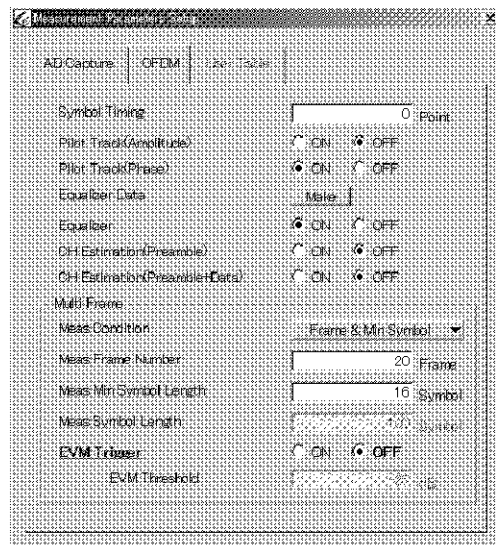 Measurement Parameters Setup
AD Capture OFDM
Symbol Timing 0 Point
Pilot Track(Amplitude) ON OFF
Pilot Track(Phase) ON OFF
Equalizer Data Make
Equalizer ON OFF
CH Estimation(Preamble) ON OFF
CH Estimation(Preamble+Data) ON OFF
Multi Frame
Meas Condition Frame & Min Symbol
Meas Frame Number 20 Frame
Meas Min Symbol Length 16 Symbol
Meas Symbol Length Symbol
EVM Trigger ON OFF
EVM Threshold